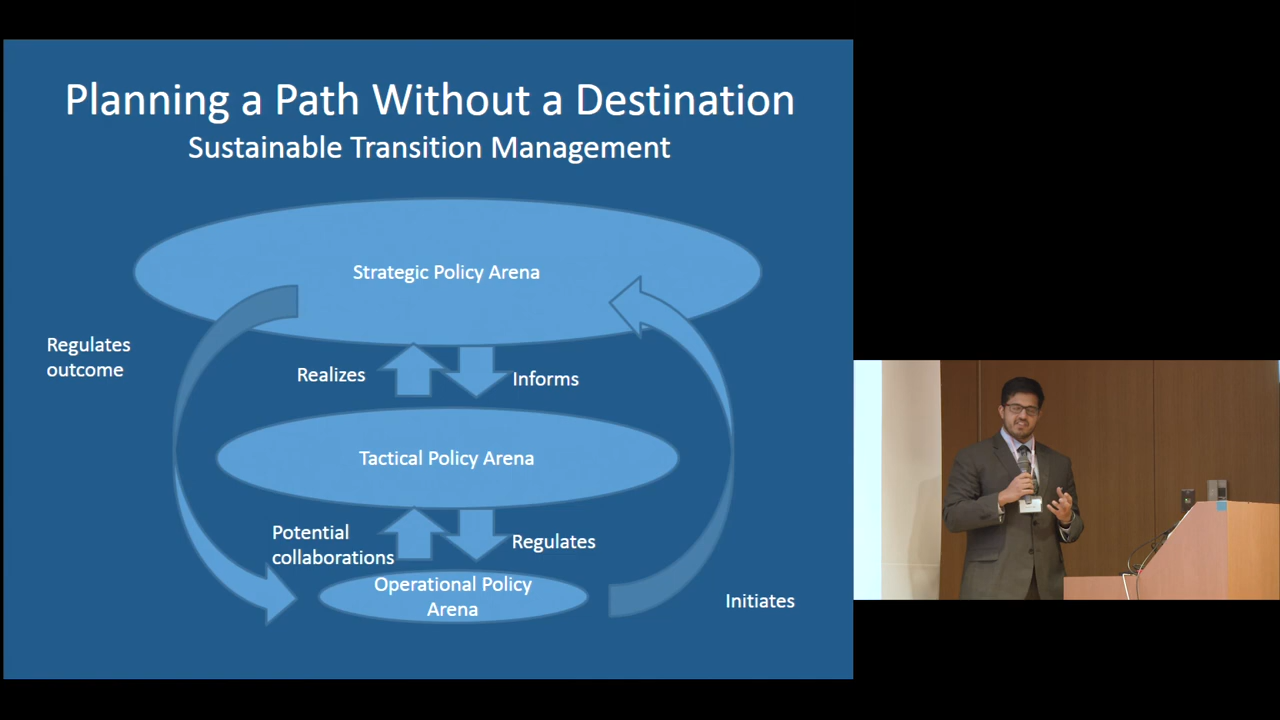 Planning a Path Without a Destination
Sustainable Transition Management
Strategic Policy Arena
Regulates
outcome
Realizes
Informs
Tactical Policy Arena
Potential
collaborations
Regulates
Operational Policy
Arena
Initiates